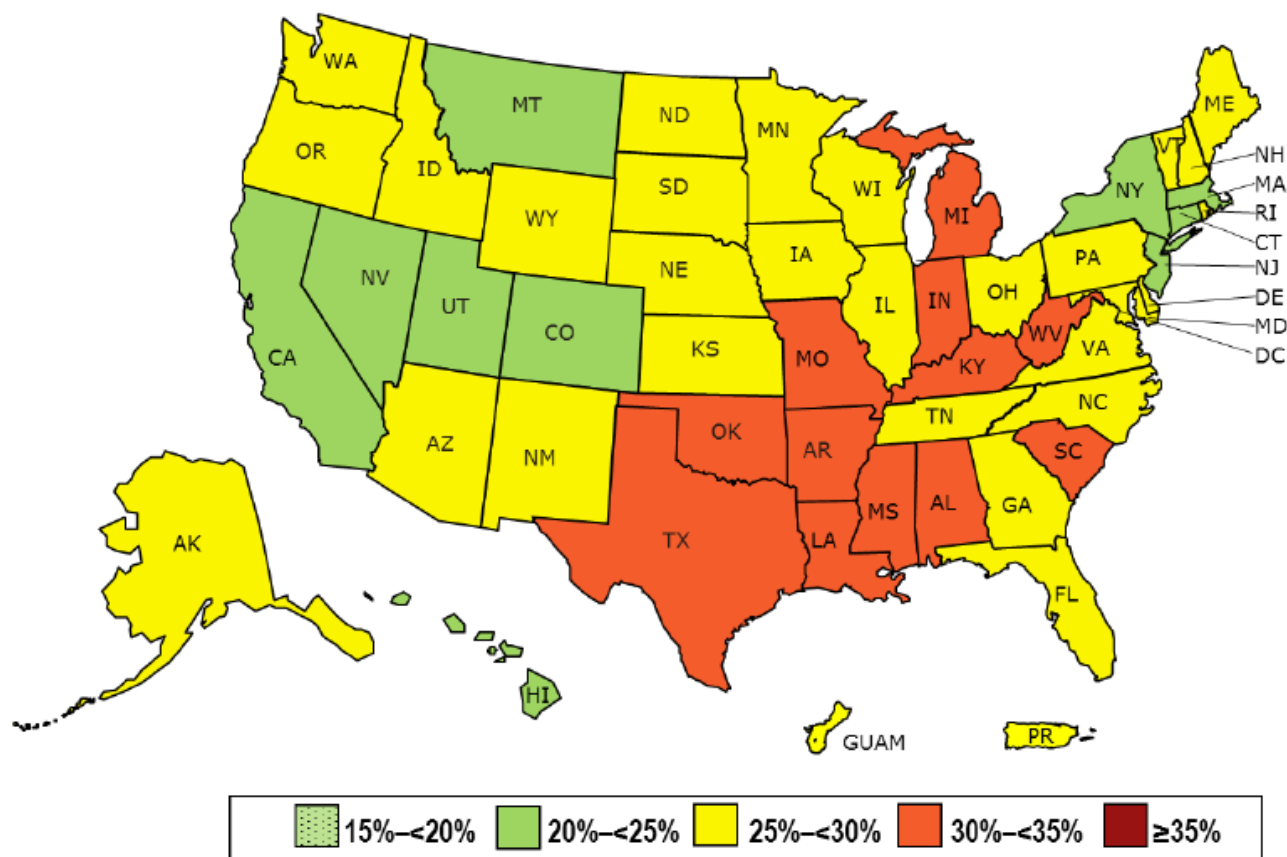 WA
MT
ND
MN
ME
OR
ID
VT
NH
SD
WI
NY
MA
WY
MI
RI
CT
NE
IA
PA
NJ
NV
UT
IL
IN
OH
DE
CO
MD
WV
KS
MO
VA
DC
CA
KY
NC
TN
AZ
NM
OK
AR
SC
MS
AL
GA
AK
TX
LA
FL
HI
GUAM
PR
15%–<20% 20%–<25% 25%–<30% 30%–<35% ≥35%